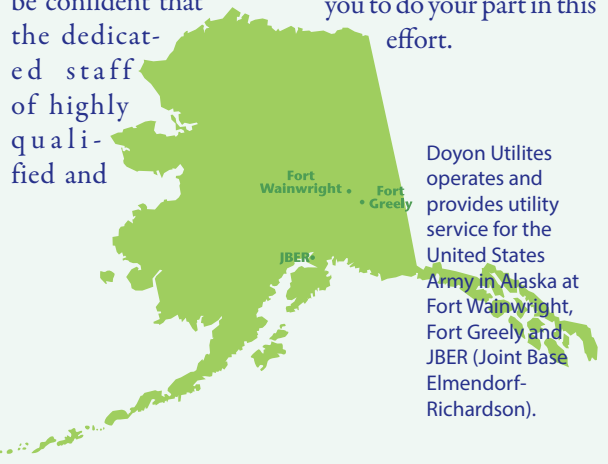 be confident that
the dedicat-
ed staff
of highly
quali-
fied and
you to do your part in this
effort.
Fort
Wainwright
Fort
Greely
JBER
Doyon Utilites
operates and
provides utility
service for the
United States
Army in Alaska at
Fort Wainwright,
Fort Greely and
JBER (Joint Base
Elmendorf-
Richardson).